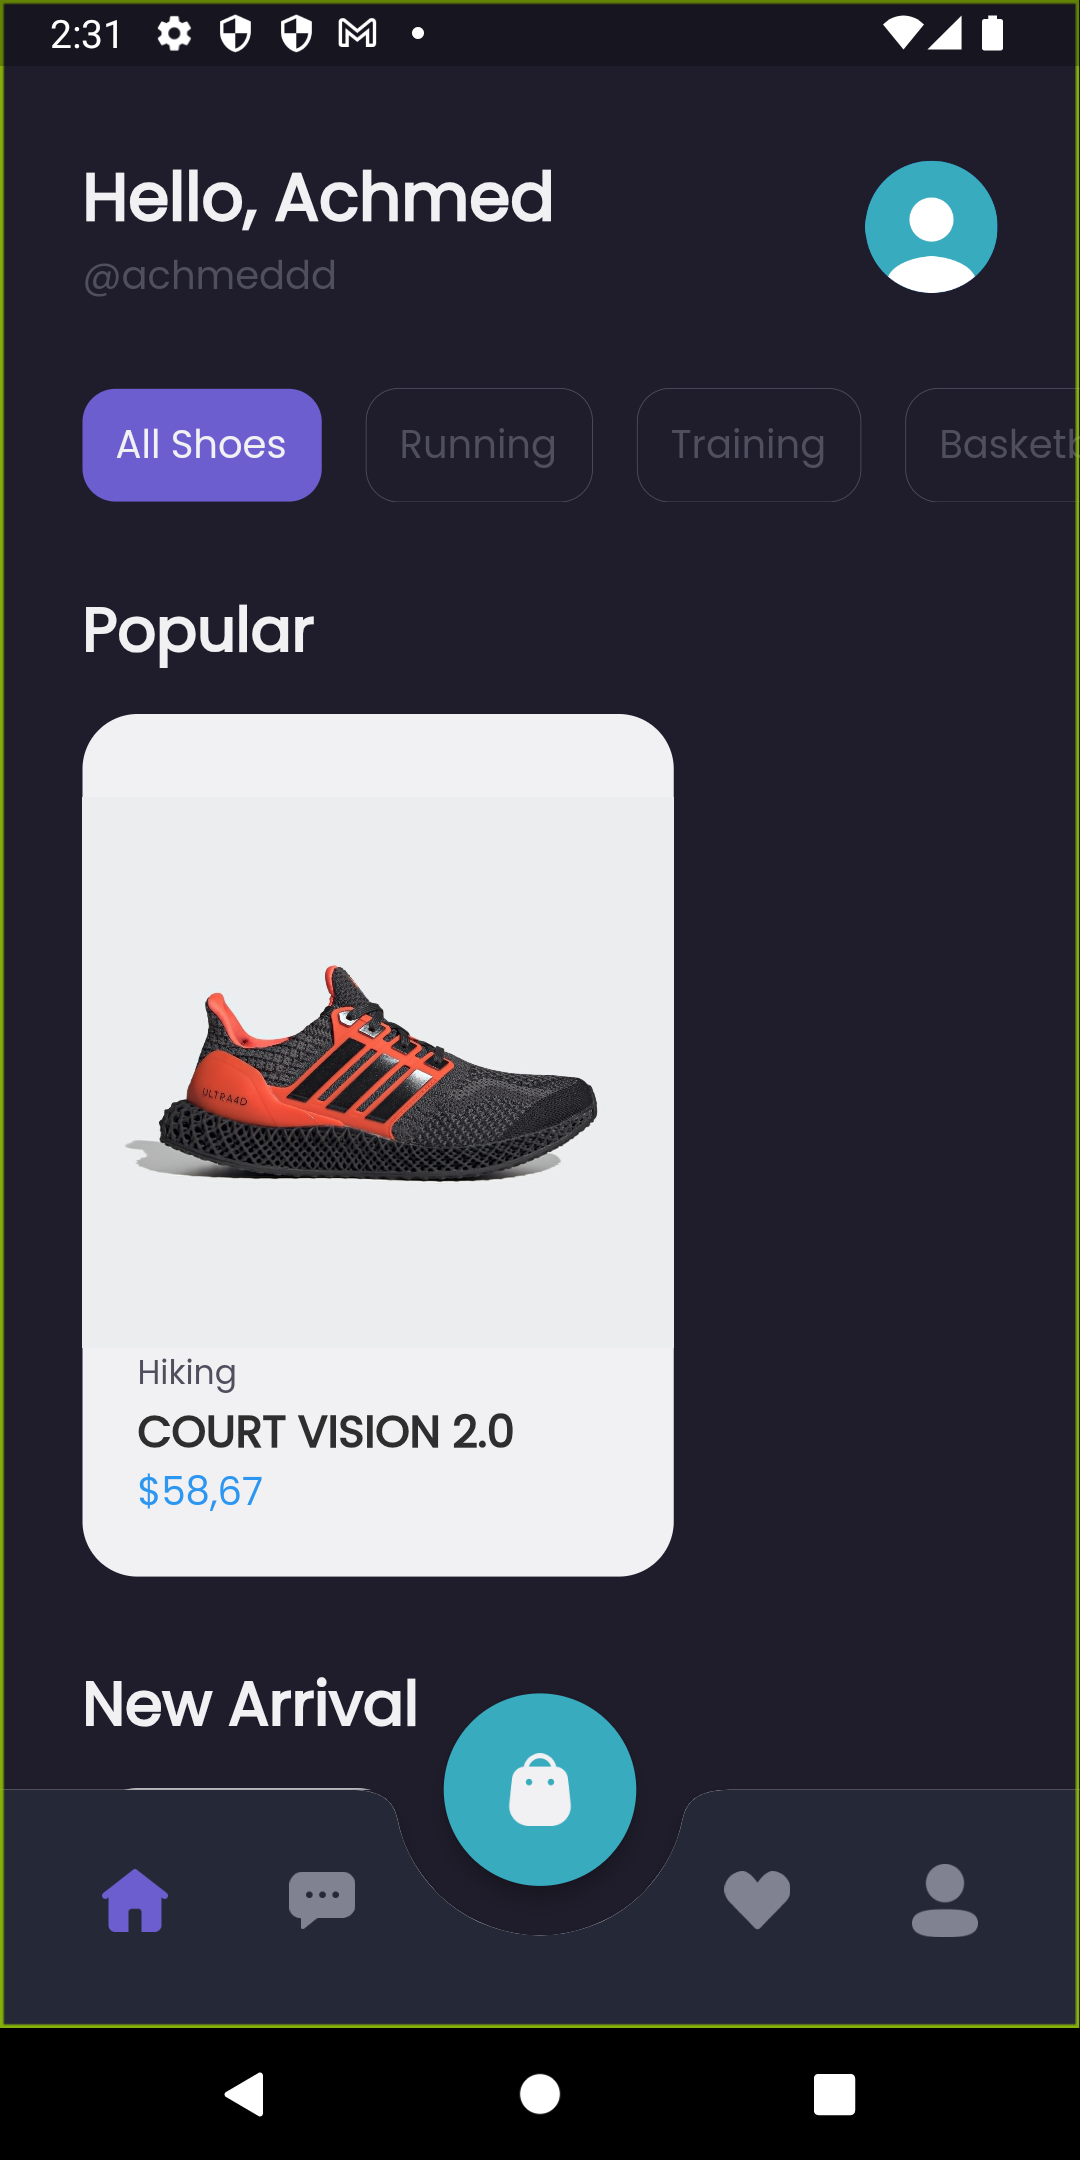 2:31
Hello, Achmed
@achmeddd
All Shoes
Running
Training
Basketb
Popular
ULTRA4D
Hiking
COURT VISION 2.0
$58,67
New Arrival